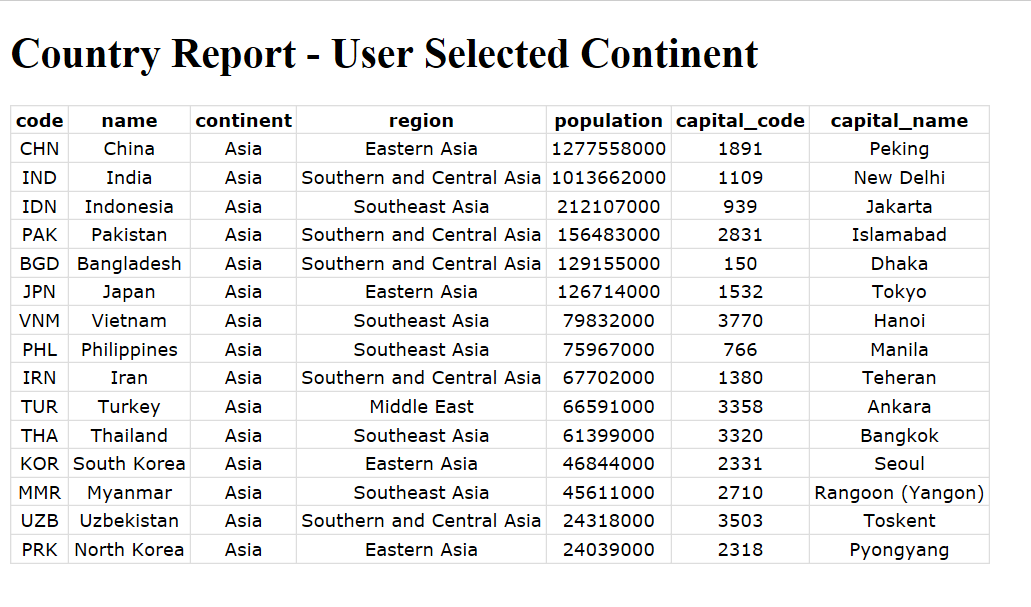 Country Report - User Selected Continent
code name continent region population capital_code capital_name
CHN China Asia Eastern Asia 1277558000 1891 Peking
IND India Asia Southern and Central Asia 1013662000 1109 New Delhi
IDN Indonesia Asia Southeast Asia 212107000 939 Jakarta
PAK Pakistan Asia Southern and Central Asia 156483000 2831 Islamabad
BGD Bangladesh Asia Southern and Central Asia 129155000 150 Dhaka
JPN Japan Asia Eastern Asia 126714000 1532 Tokyo
VNM Vietnam Asia Southeast Asia 79832000 3770 Hanoi
PHL Philippines Asia Southeast Asia 75967000 766 Manila
IRN Iran Asia Southern and Central Asia 67702000 1380 Teheran
TUR Turkey Asia Middle East 66591000 3358 Ankara
THA Thailand Asia Southeast Asia 61399000 3320 Bangkok
KOR South Korea Asia Eastern Asia 46844000 2331 Seoul
MMR Myanmar Asia Southeast Asia 45611000 2710 Rangoon (Yangon)
UZB Uzbekistan Asia Southern and Central Asia 24318000 3503 Toskent
PRK North Korea Asia Eastern Asia 24039000 2318 Pyongyang